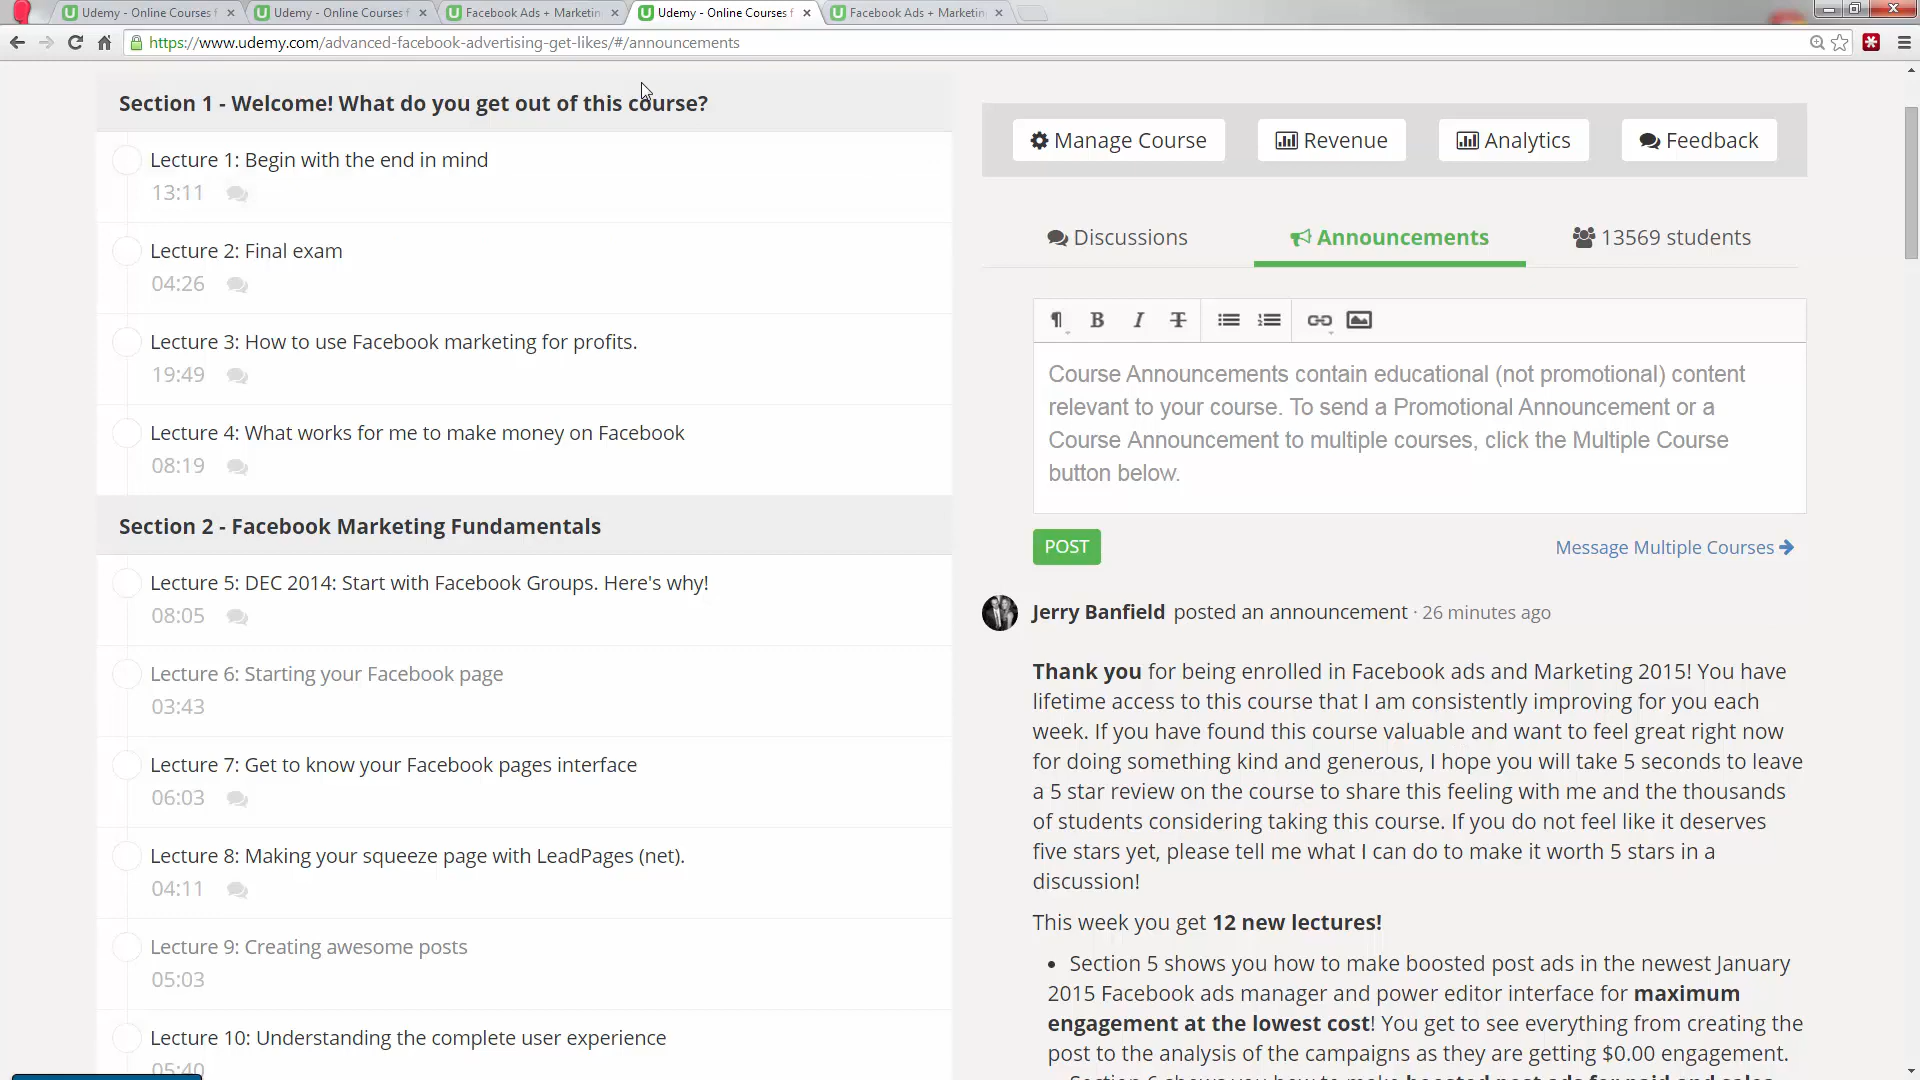 Udemy - Online Courses f
Udemy - Online Courses f
Facebook Ads + Marketin
Udemy - Online Courses f
Facebook Ads + Marketin
https://www.udemy.com/advanced-facebook-advertising-get-likes/#/announcements
Section 1 - Welcome! What do you get out of this course?
Lecture 1: Begin with the end in mind
13:11
Lecture 2: Final exam
04:26
Lecture 3: How to use Facebook marketing for profits.
19:49
Lecture 4: What works for me to make money on Facebook
08:19
Section 2 - Facebook Marketing Fundamentals
Lecture 5: DEC 2014: Start with Facebook Groups. Here's why!
08:05
Lecture 6: Starting your Facebook page
03:43
Lecture 7: Get to know your Facebook pages interface
06:03
Lecture 8: Making your squeeze page with LeadPages (net).
04:11
Lecture 9: Creating awesome posts
05:03
Lecture 10: Understanding the complete user experience
05:40
Manage Course
Revenue
Analytics
Feedback
Discussions
Announcements
13569 students
Course Announcements contain educational (not promotional) content
relevant to your course. To send a Promotional Announcement or a
Course Announcement to multiple courses, click the Multiple Course
button below.
POST
Message Multiple Courses
Jerry Banfield posted an announcement · 26 minutes ago
Thank you for being enrolled in Facebook ads and Marketing 2015! You have
lifetime access to this course that I am consistently improving for you each
week. If you have found this course valuable and want to feel great right now
for doing something kind and generous, I hope you will take 5 seconds to leave
a 5 star review on the course to share this feeling with me and the thousands
of students considering taking this course. If you do not feel like it deserves
five stars yet, please tell me what I can do to make it worth 5 stars in a
discussion!
This week you get 12 new lectures!
• Section 5 shows you how to make boosted post ads in the newest January
2015 Facebook ads manager and power editor interface for maximum
engagement at the lowest cost! You get to see everything from creating the
post to the analysis of the campaigns as they are getting $0.00 engagement.
• Section 6 shows you how to make boosted post ads for paid and sales